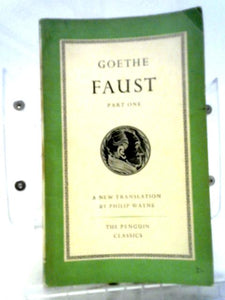 GOETHE
FAUST
PART ONE
A NEW TRANSLATION
BY PHILIP WAYNE
THE PENGUIN
CLASSICS